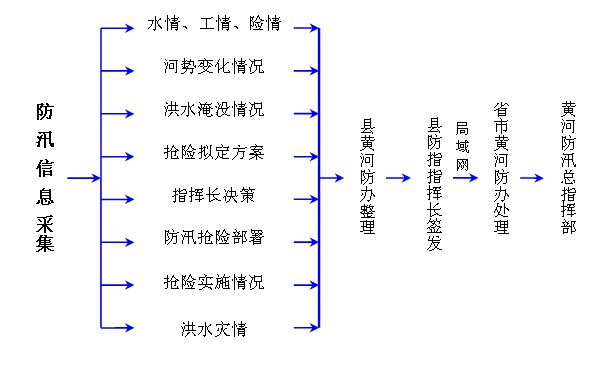 防汛信息采集
水情、工情、险情
河势变化情况
洪水淹没情况
抢险拟定方案
指挥长决策
防汛抢险部署
抢险实施情况
洪水灾情
县黄河防办整理
县防指指挥长签发
局域网
省市黄河防办处理
黄河防汛总指挥部